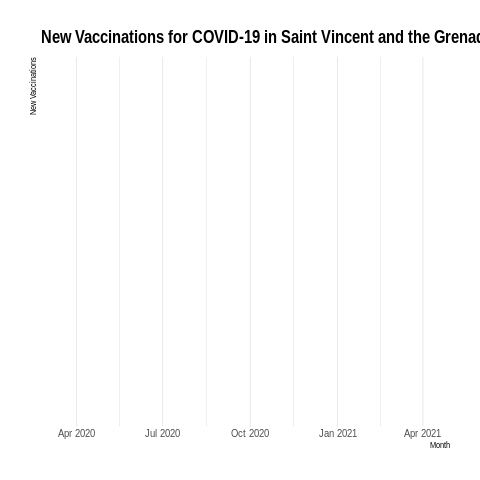 New Vaccinations for COVID-19 in Saint Vincent and the Grenad
New Vaccinations
Apr 2020 Jul 2020 Oct 2020 Jan 2021 Apr 2021
Month